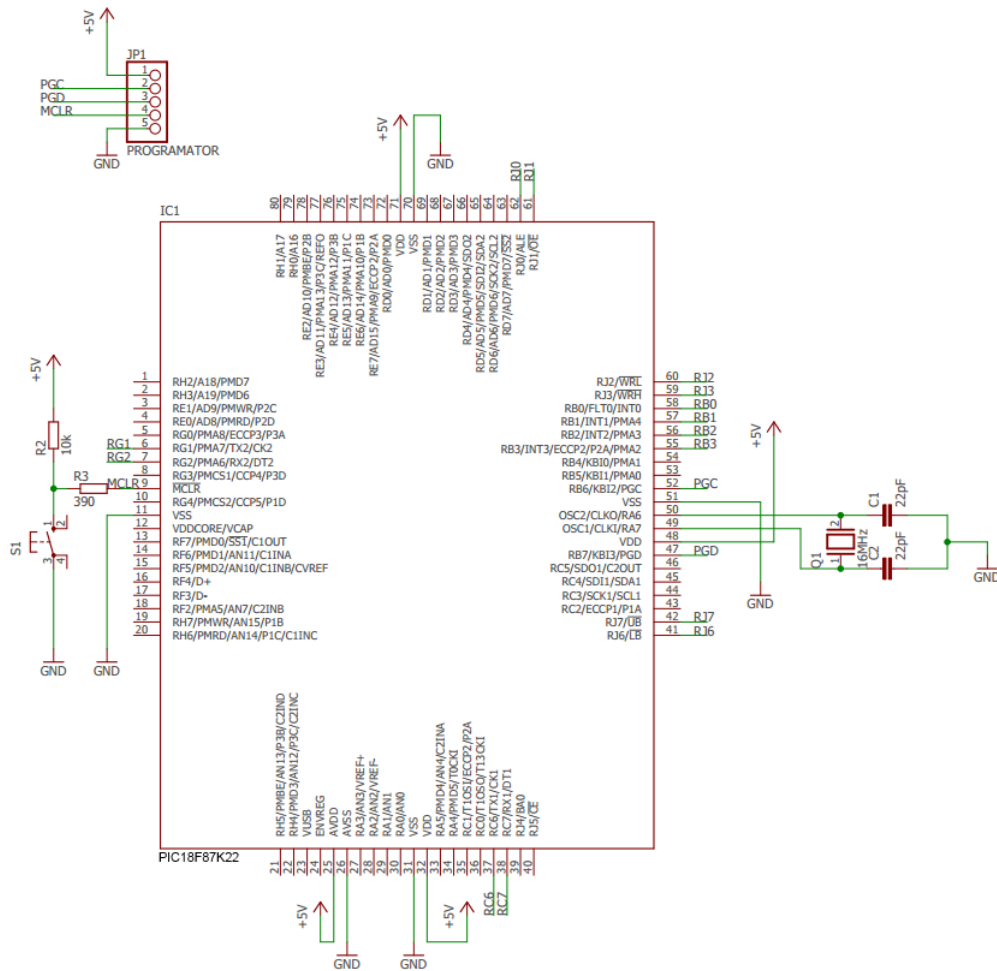 +5V
JP1
1
2
3
4
5
PGC
PGD
MCLR
GND
PROGRAMATOR
+5V
GND
RJ0
RJ1
80
79
78
77
76
75
74
73
72
71
70
69
68
67
66
65
64
63
62
61
IC1
RH1/A17
RH0/A16
RE2/AD10/PMBE/P2B
RE3/AD11/PMA13/P3C/REFO
RE4/AD12/PMA12/P3B
RE5/AD13/PMA11/P1C
RE6/AD14/PMA10/P1B
RE7/AD15/PMA9/ECCP2/P2A
RD0/AD0/PMD0
VDD
VSS
RD1/AD1/PMD1
RD2/AD2/PMD2
RD3/AD3/PMD3
RD4/AD4/PMD4/SDO2
RD5/AD5/PMD5/SDI2/SDA2
RD6/AD6/PMD6/SCK2/SCL2
RD7/AD7/PMD7/SS2
RJ0/ALE
RJ1/OE
+5V
R2
10k
R3
390
MCLR
S1
1
2
3
4
GND
GND
RG1
RG2
1 RH2/A18/PMD7
2 RH3/A19/PMD6
3 RE1/AD9/PMWR/P2C
4 RE0/AD8/PMRD/P2D
5 RG0/PMA8/ECCP3/P3A
6 RG1/PMA7/TX2/CK2
7 RG2/PMA6/RX2/DT2
8 RG3/PMCS1/CCP4/P3D
9 MCLR
10 RG4/PMCS2/CCP5/P1D
11 VSS
12 VDDCORE/VCAP
13 RF7/PMD0/SS1/C1OUT
14 RF6/PMD1/AN11/C1INA
15 RF5/PMD2/AN10/C1INB/CVREF
16 RF4/D+
17 RF3/D-
18 RF2/PMA5/AN7/C2INB
19 RH7/PMWR/AN15/P1B
20 RH6/PMRD/AN14/P1C/C1INC
RJ2/WRL 60 RJ2
RJ3/WRH 59 RJ3
RB0/FLT0/INT0 58 RB0
RB1/INT1/PMA4 57 RB1
RB2/INT2/PMA3 56 RB2
RB3/INT3/ECCP2/P2A/PMA2 55 RB3
RB4/KBI0/PMA1 54
RB5/KBI1/PMA0 53
RB6/KBI2/PGC 52 PGC
VSS 51
OSC2/CLKO/RA6 50
OSC1/CLKI/RA7 49
VDD 48
RB7/KBI3/PGD 47 PGD
RC5/SDO1/C2OUT 46
RC4/SDI1/SDA1 45
RC3/SCK1/SCL1 44
RC2/ECCP1/P1A 43
RJ7/UB 42 RJ7
RJ6/LB 41 RJ6
+5V
GND
Q1
2
1
16MHz
C1
22pF
C2
22pF
GND
RH5/PMBE/AN13/P3B/C2IND
RH4/PMD3/AN12/P3C/C2INC
VUSB
ENVREG
AVDD
AVSS
RA3/AN3/VREF+
RA2/AN2/VREF-
RA1/AN1
RA0/AN0
VSS
VDD
RA5/PMD4/AN4/C2INA
RA4/PMD5/T0CKI
RC1/T1OSI/ECCP2/P2A
RC0/T1OSO/T13CKI
RC6/TX1/CK1
RC7/RX1/DT1
RJ4/BA0
RJ5/CE
PIC18F87K22
21
22
23
24
25
26
27
28
29
30
31
32
33
34
35
36
37
38
39
40
RC6
RC7
+5V
GND
GND
+5V